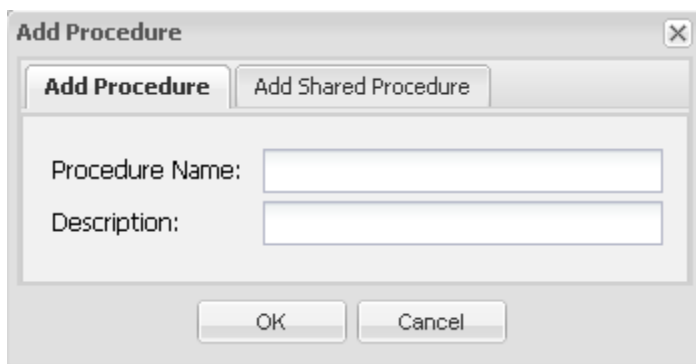 Add Procedure
Add Procedure Add Shared Procedure
Procedure Name:
Description:
OK Cancel